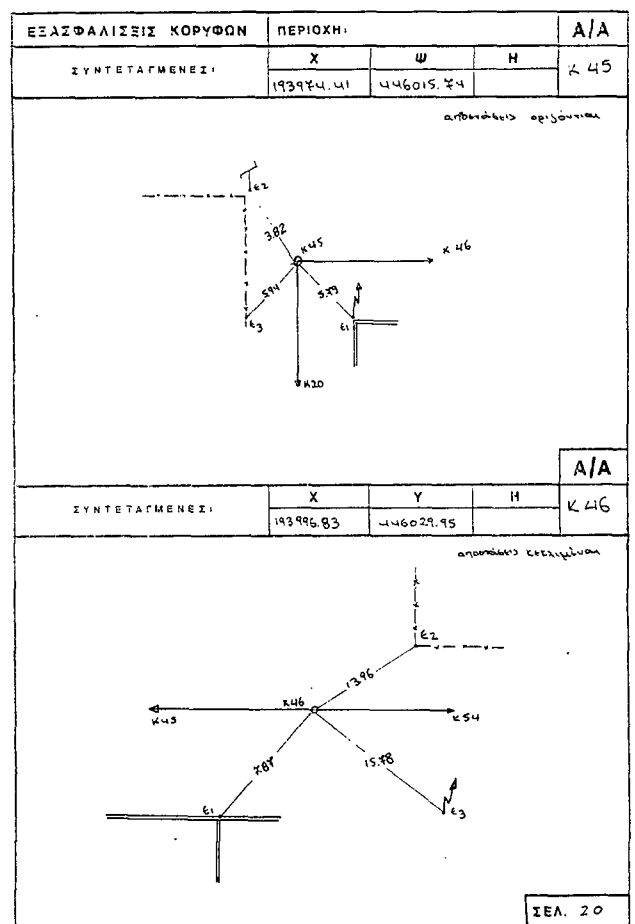 ΕΞΑΣΦΑΛΙΣΕΙΣ ΚΟΡΥΦΩΝ ΠΕΡΙΟΧΗ: Α/Α
ΣΥΝΤΕΤΑΓΜΕΝΕΣ: Χ Ψ Η Κ45
193974.41 446015.74
αποστάσεις οριζόντιαι
ε2
3.82
Κ45
Κ46
5.94
5.79
ε3
ε1
Κ20
Α/Α
ΣΥΝΤΕΤΑΓΜΕΝΕΣ: Χ Υ Η Κ46
193996.83 446029.95
αποστάσεις κεκλιμέναι
ε2
13.96
Κ46
Κ45
Κ54
7.87
15.78
ε1
ε3
ΣΕΛ. 20